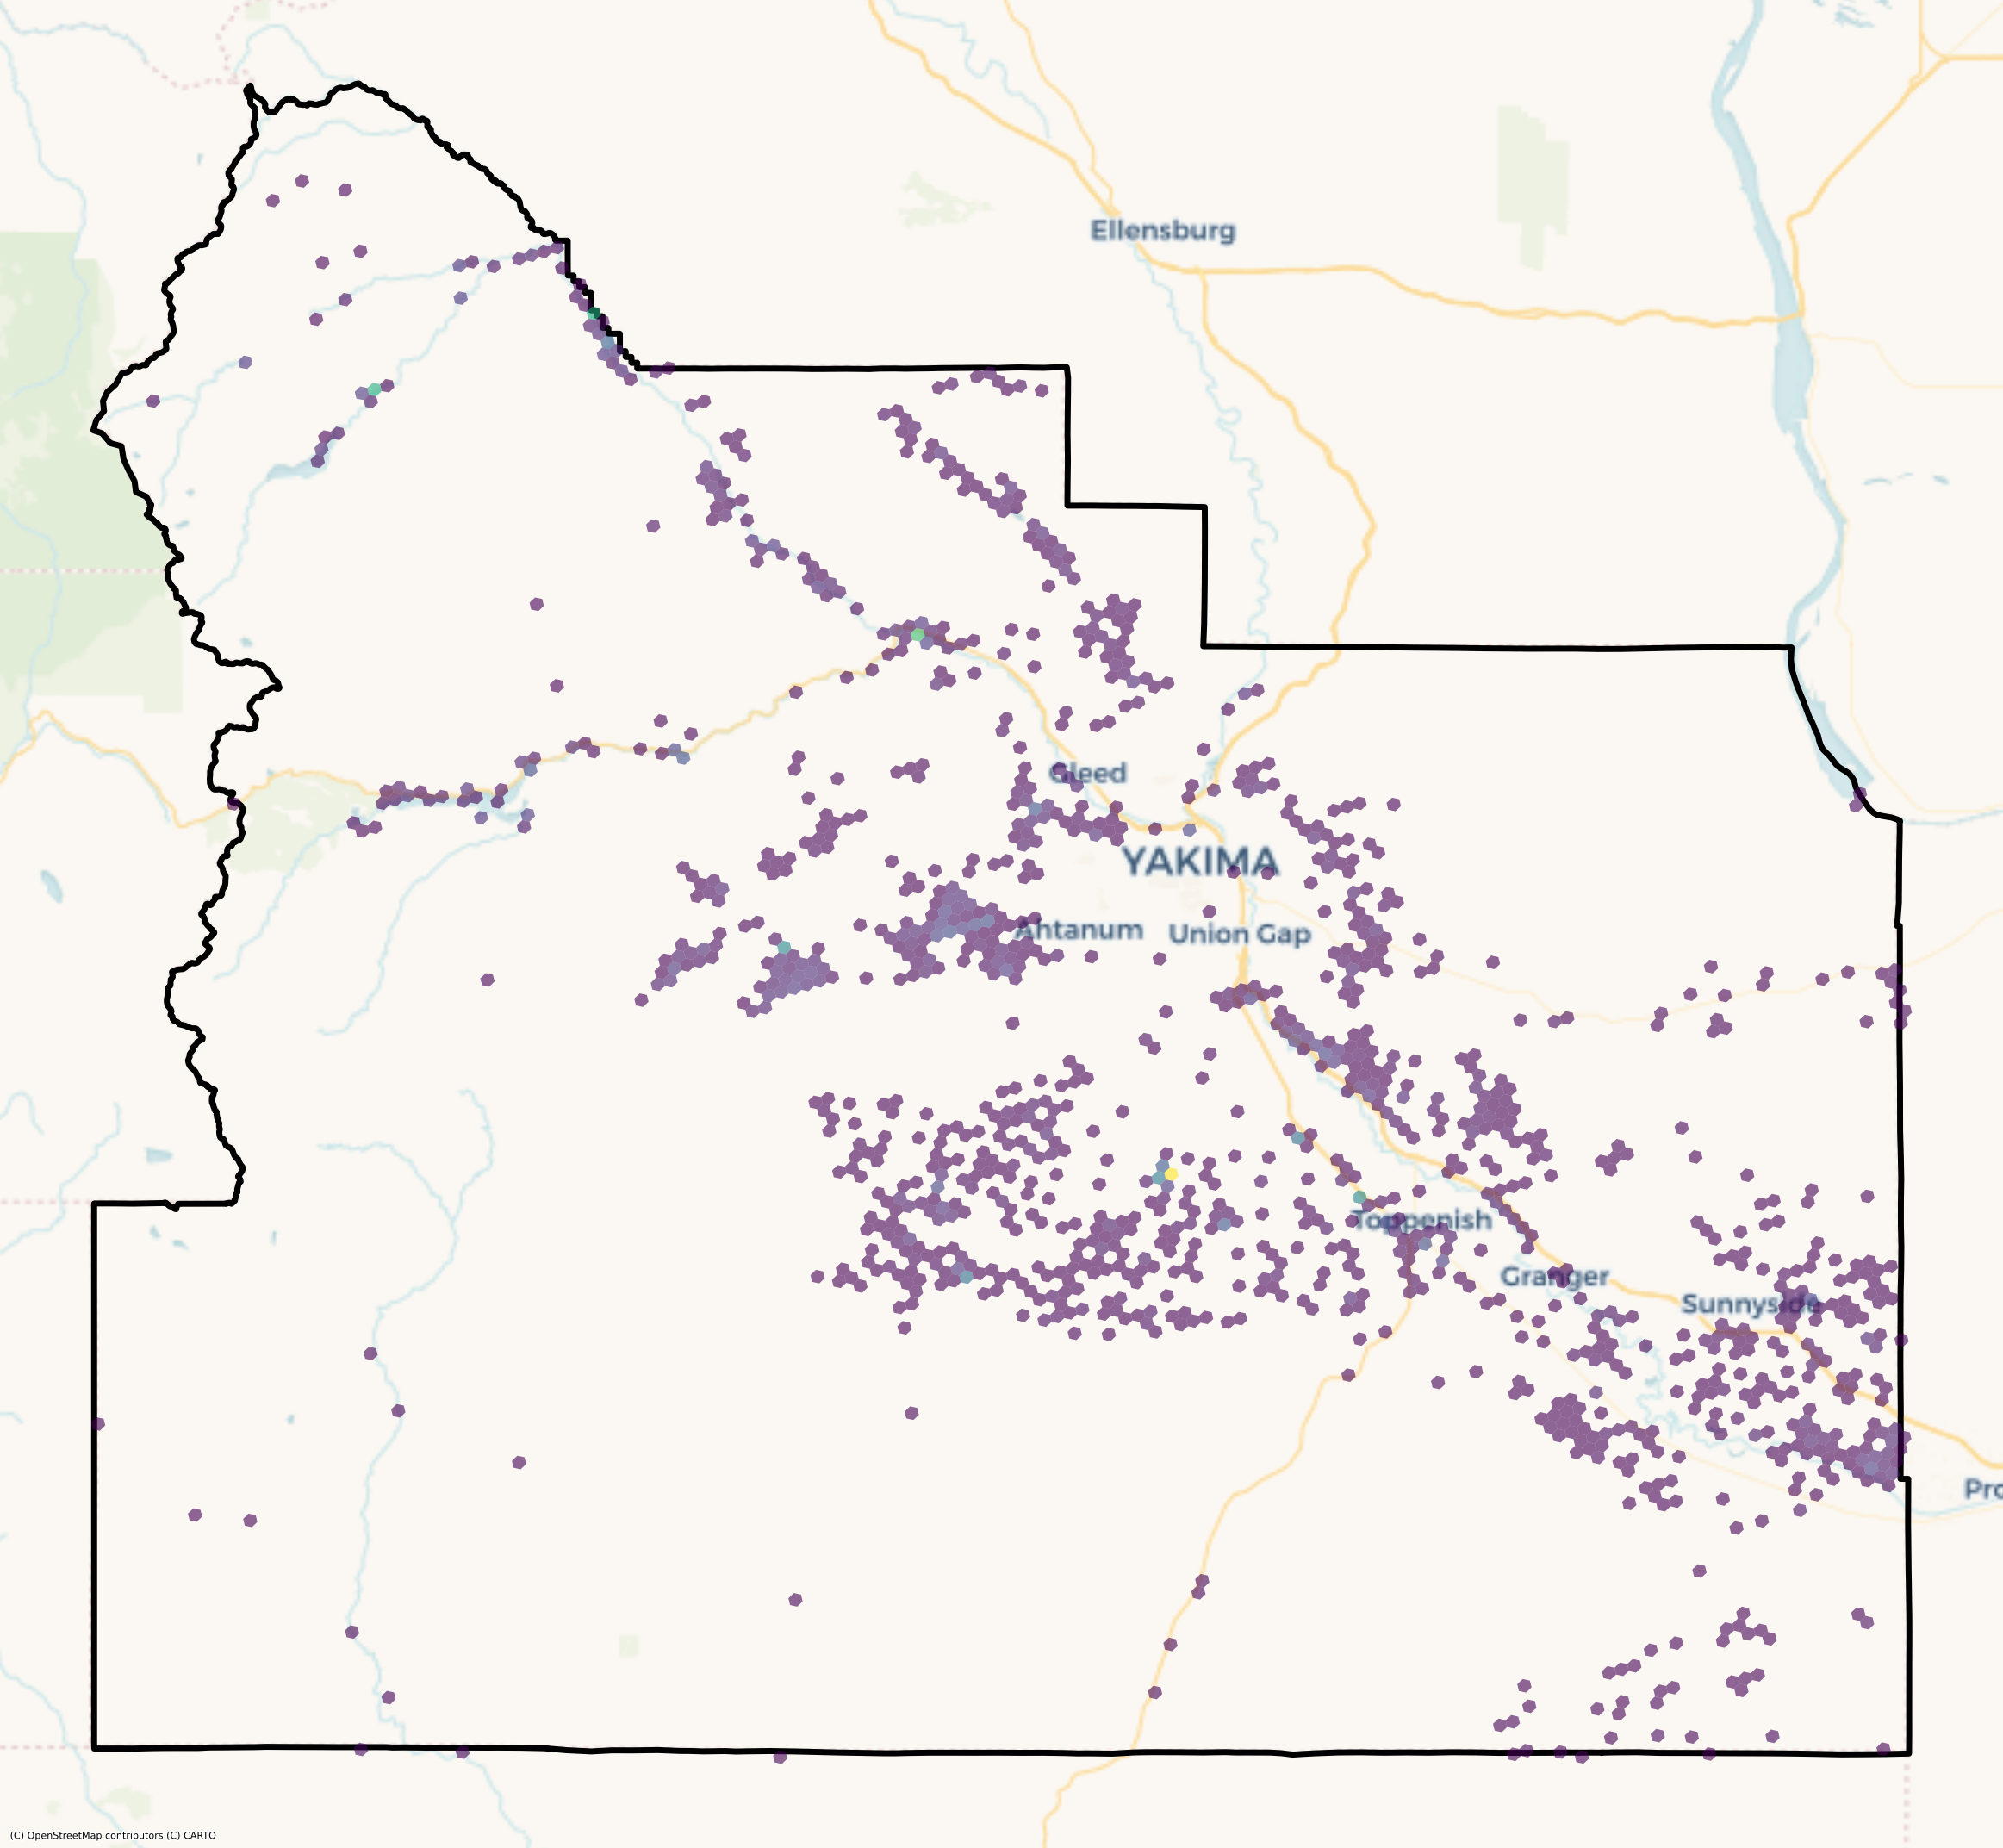 Ellensburg
Gleed
YAKIMA
Ahtanum
Union Gap
Toppenish
Granger
Sunnyside
Pro
(C) OpenStreetMap contributors (C) CARTO